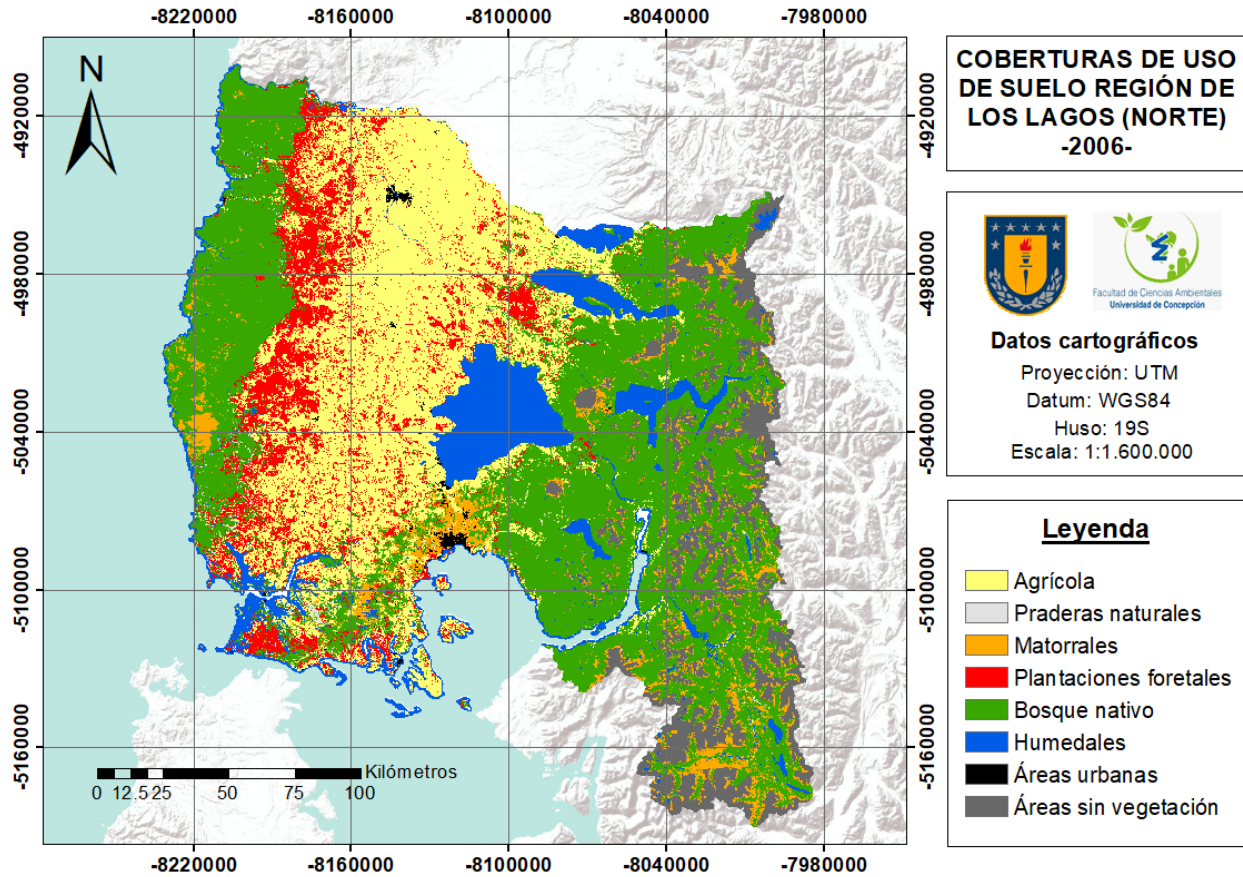 -8220000 -8160000 -8100000 -8040000 -7980000
N
-4920000 -4920000
-4980000 -4980000
-5040000 -5040000
-5100000 -5100000
-5160000 -5160000
Kilómetros
0 12.5 25 50 75 100
-8220000 -8160000 -8100000 -8040000 -7980000
COBERTURAS DE USO
DE SUELO REGIÓN DE
LOS LAGOS (NORTE)
-2006-
Facultad de Ciencias Ambientales
Universidad de Concepción
Datos cartográficos
Proyección: UTM
Datum: WGS84
Huso: 19S
Escala: 1:1.600.000
Leyenda
Agrícola
Praderas naturales
Matorrales
Plantaciones foretales
Bosque nativo
Humedales
Áreas urbanas
Áreas sin vegetación